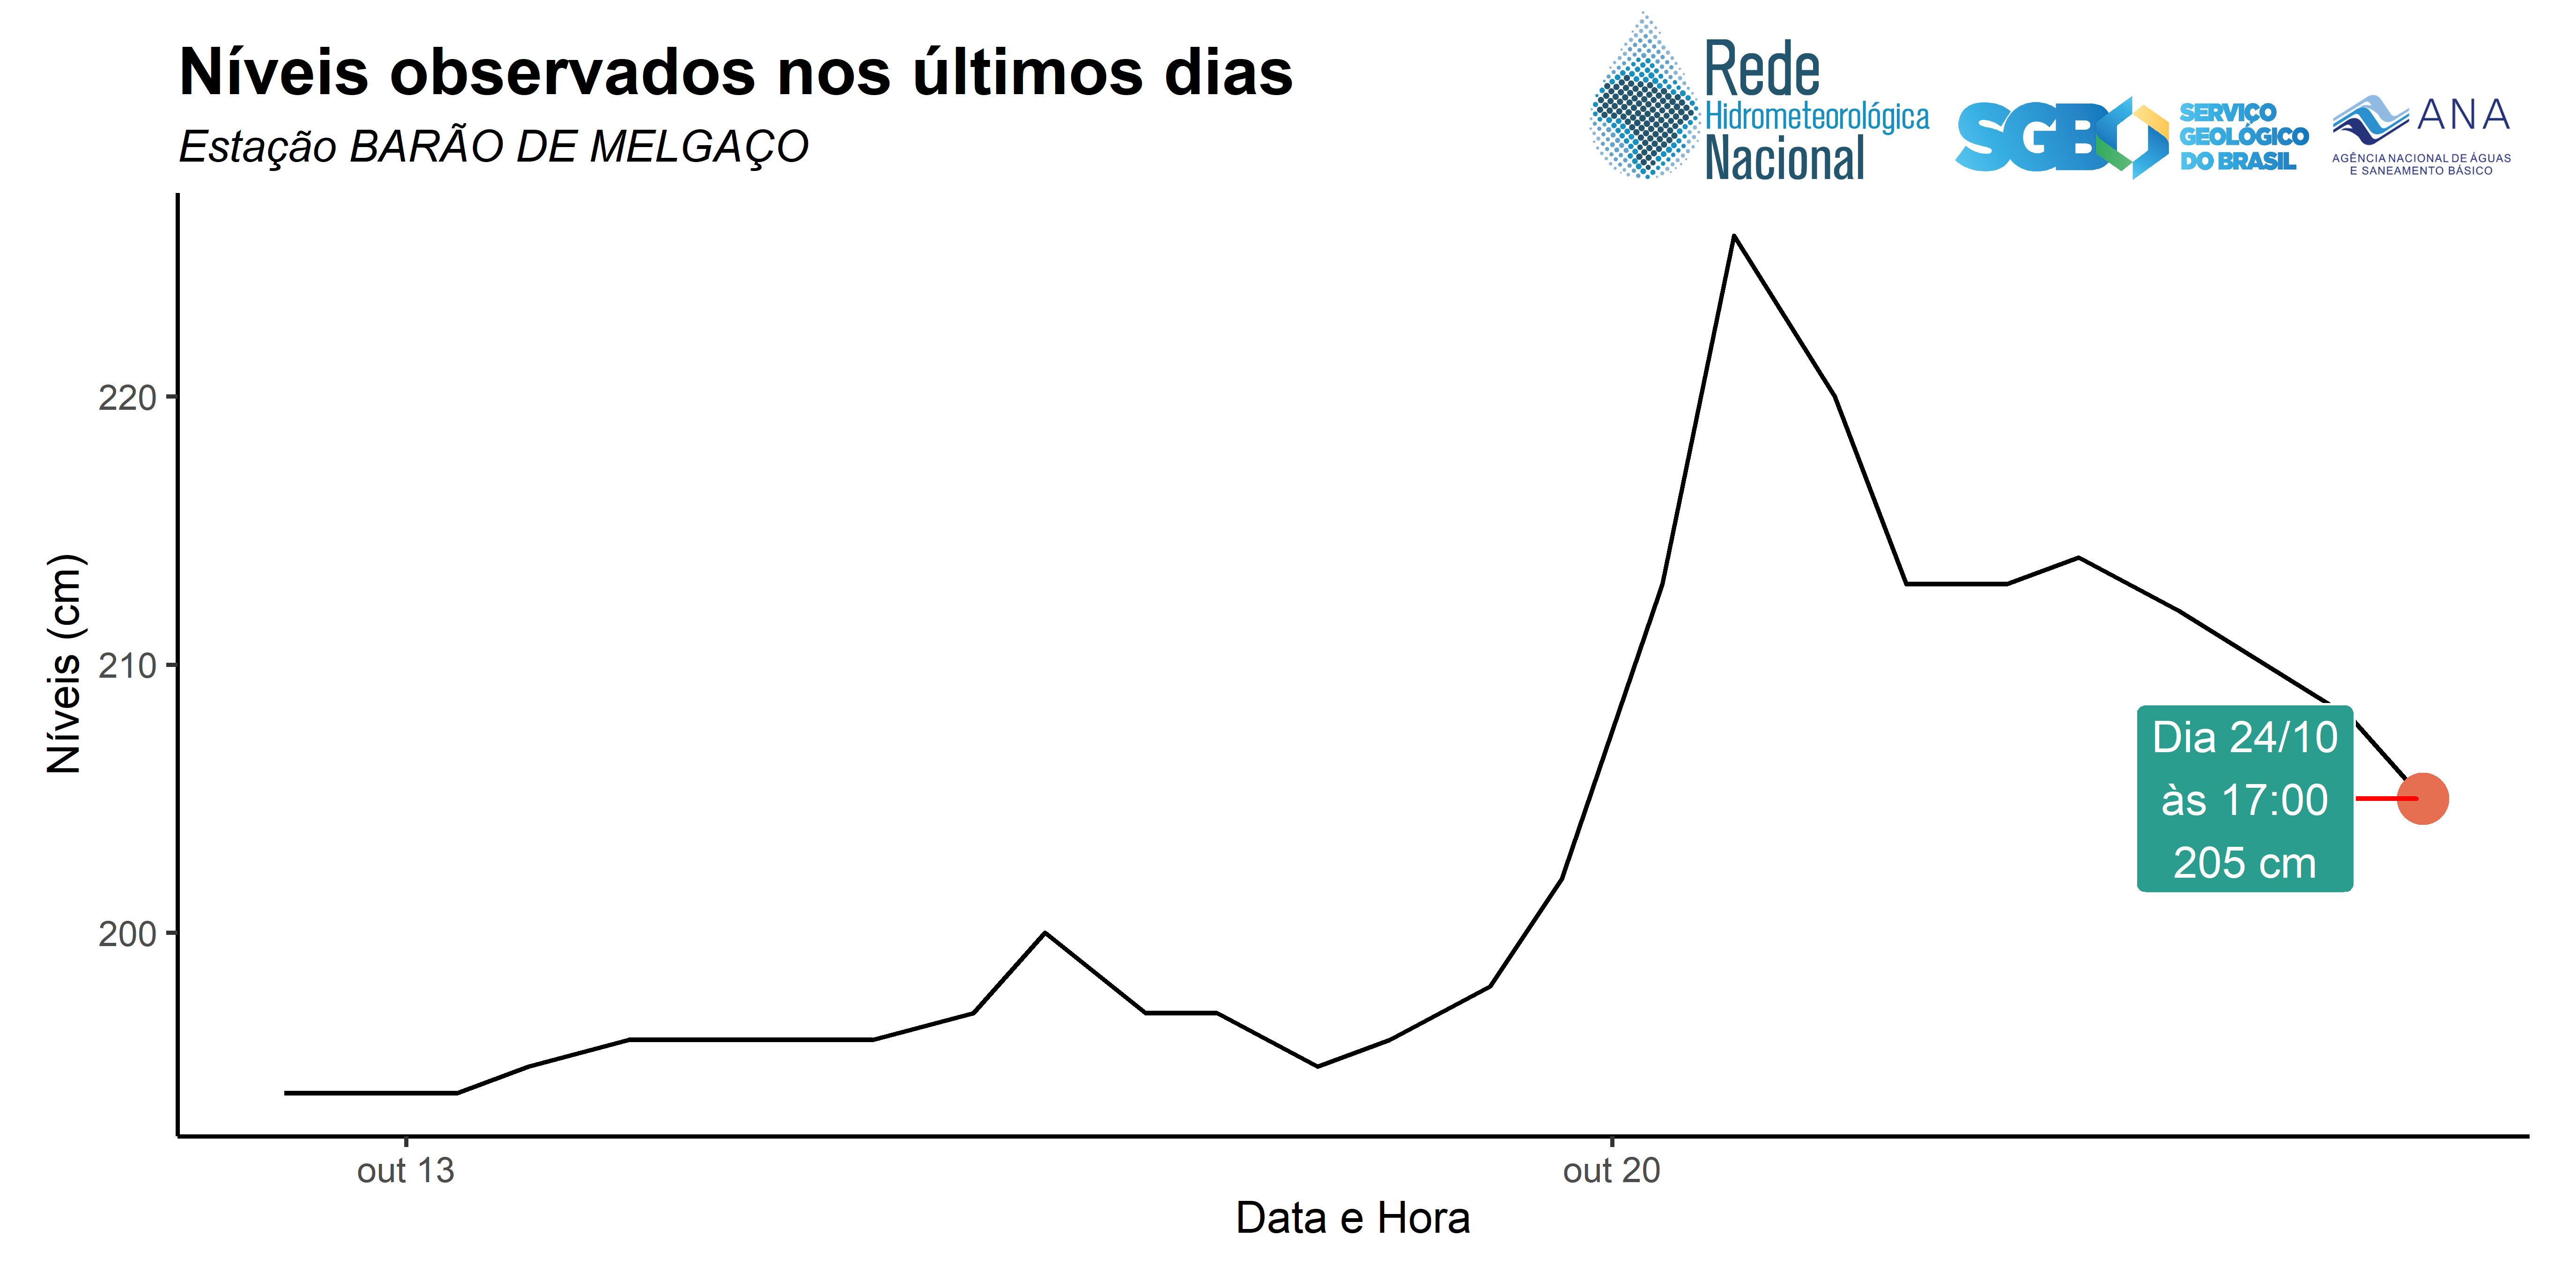 Níveis observados nos últimos dias
Estação BARÃO DE MELGAÇO
Rede
Hidrometeorológica
Nacional
SGB
SERVIÇO
GEOLÓGICO
DO BRASIL
ANA
AGÊNCIA NACIONAL DE ÁGUAS
E SANEAMENTO BÁSICO
Níveis (cm)
220
210
200
Dia 24/10
às 17:00
205 cm
out 13
out 20
Data e Hora